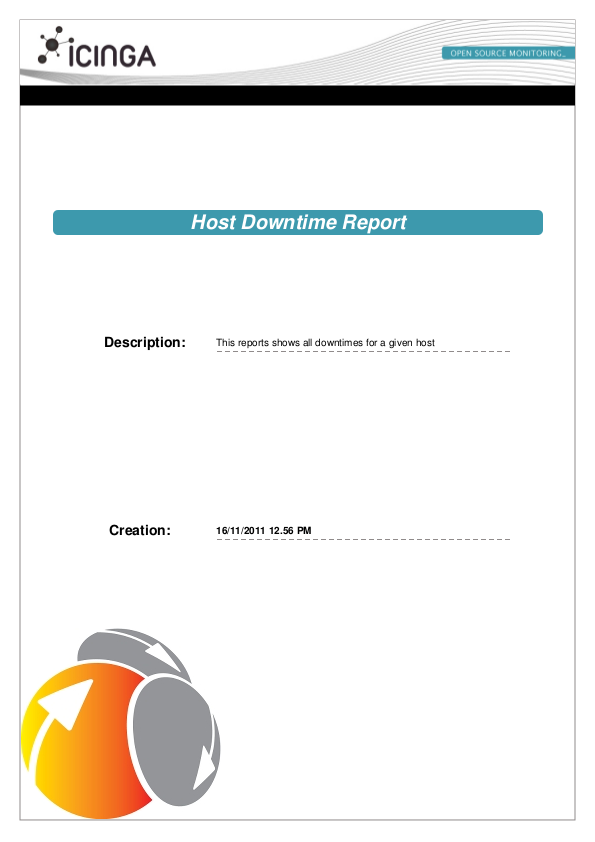 iCINGA
OPEN SOURCE MONITORING_
Host Downtime Report
Description: This reports shows all downtimes for a given host
Creation: 16/11/2011 12.56 PM